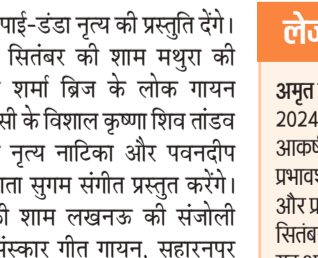 पाई-डंडा नृत्य की प्रस्तुति देंगे।
सितंबर की शाम मथुरा की
शर्मा ब्रिज के लोक गायन
सी के विशाल कृष्णा शिव तांडव
नृत्य नाटिका और पवनदीप
ता सुगम संगीत प्रस्तुत करेंगे।
शाम लखनऊ की संजोली
संस्कार गीत गायन, सहारनपुर
अमृत
2024
आकर्ष
प्रभावश
और प्र
सितंब